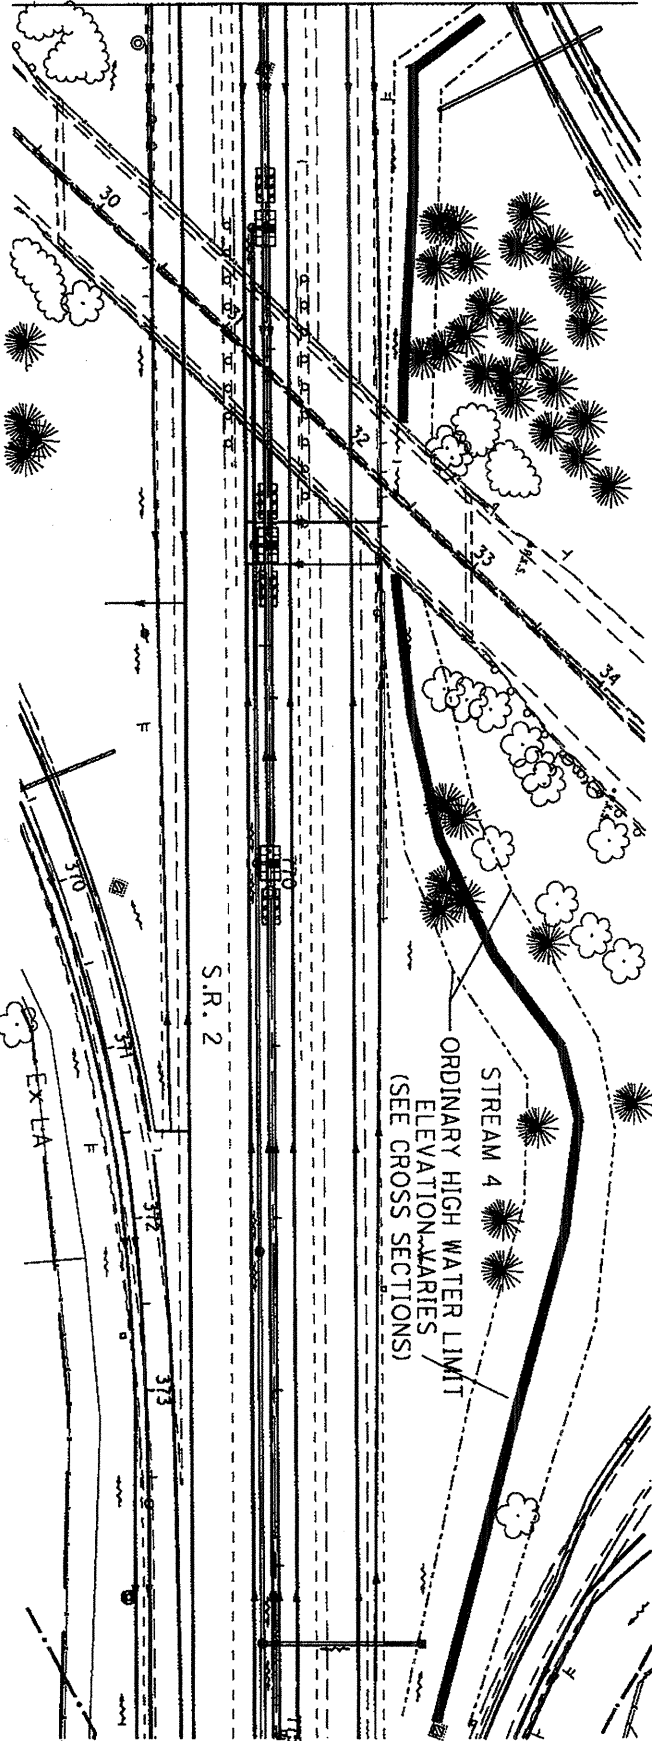 30
32
33
34
370
770
371
S.R. 2
STREAM 4
ORDINARY HIGH WATER LIMIT
ELEVATION VARIES
(SEE CROSS SECTIONS)
EX LA
372
373